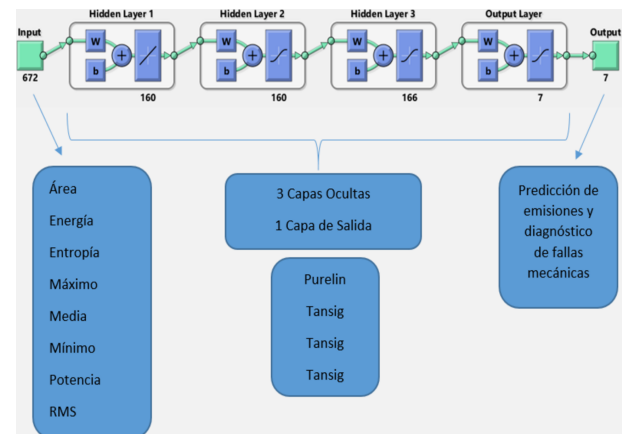 Hidden Layer 1
Hidden Layer 2
Hidden Layer 3
Output Layer
Input
Output
W
b
+
W
b
+
W
b
+
W
b
+
672
160
160
166
7
7
Área
Energía
Entropía
Máximo
Media
Mínimo
Potencia
RMS
3 Capas Ocultas
1 Capa de Salida
Purelin
Tansig
Tansig
Tansig
Predicción de
emisiones y
diagnóstico
de fallas
mecánicas